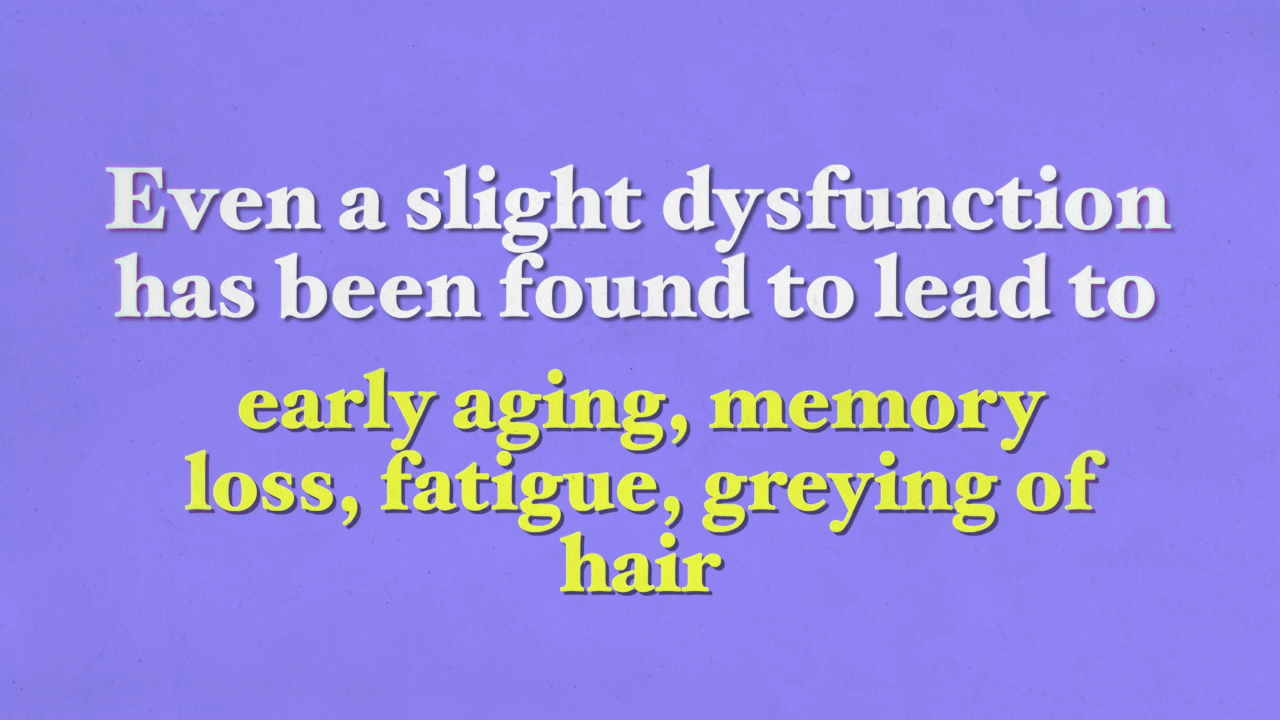 Even a slight dysfunction
has been found to lead to
early aging, memory
loss, fatigue, greying of
hair